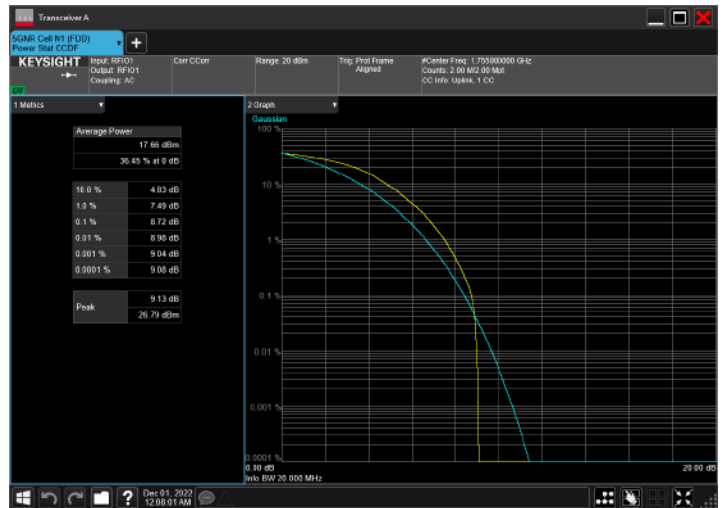 Transceiver A
5GNR Cell N1 (FDD)
Power Stat CCDF
KEYSIGHT
Input: RFIO1
Output: RFIO1
Coupling: AC
Corr CCorr
Range: 20 dBm
Trig: Prot Frame
Aligned
#Center Freq: 1.755000000 GHz
Counts: 2.00 M/2.00 Mpt
CC Info: Uplink, 1 CC
1 Metrics
Average Power
17.66 dBm
36.45 % at 0 dB
10.0 % 4.83 dB
1.0 % 7.49 dB
0.1 % 8.72 dB
0.01 % 8.98 dB
0.001 % 9.04 dB
0.0001 % 9.08 dB
Peak
9.13 dB
26.79 dBm
2 Graph
Gaussian
100 %
10 %
1 %
0.1 %
0.01 %
0.001 %
0.0001 %
0.00 dB
20.00 dB
Info BW 20.000 MHz
Dec 01, 2022
12:08:01 AM